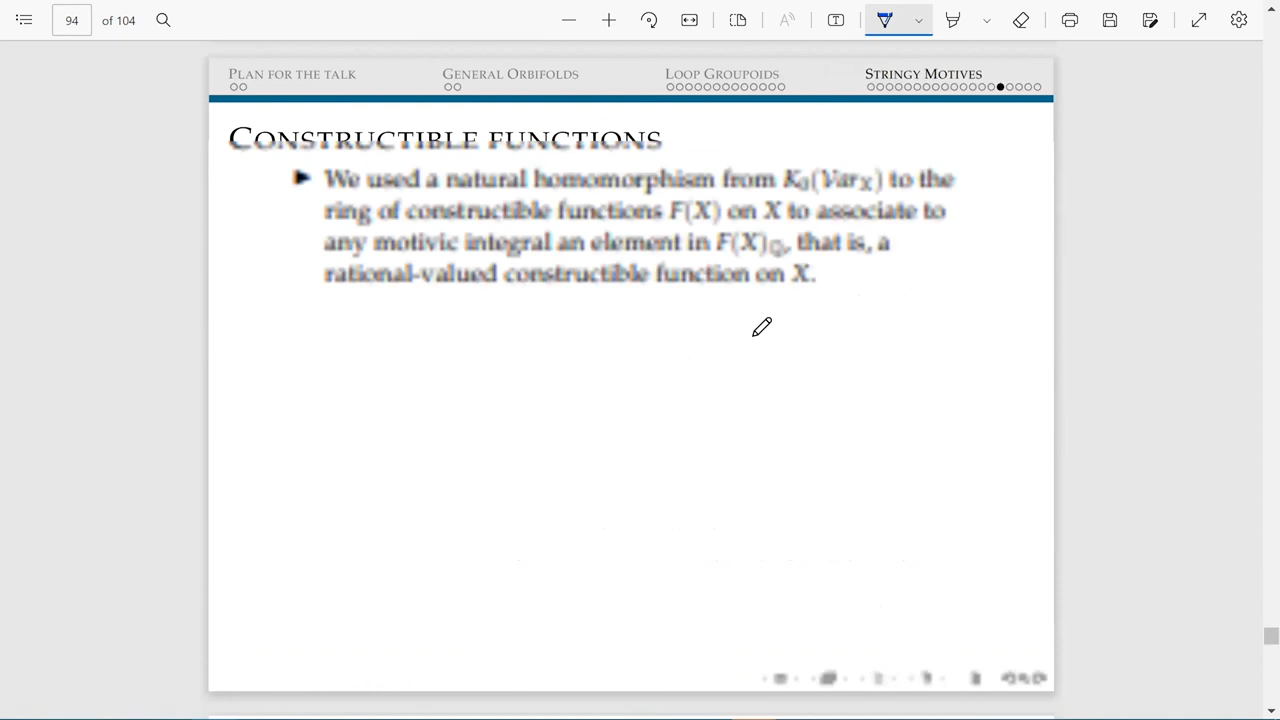 94 of 104
PLAN FOR THE TALK GENERAL ORBIFOLDS LOOP GROUPOIDS STRINGY MOTIVES
CONSTRUCTIBLE FUNCTIONS
► We used a natural homomorphism from K₀(Var_X) to the
ring of constructible functions F(X) on X to associate to
any motivic integral an element in F(X)_ℚ, that is, a
rational-valued constructible function on X.